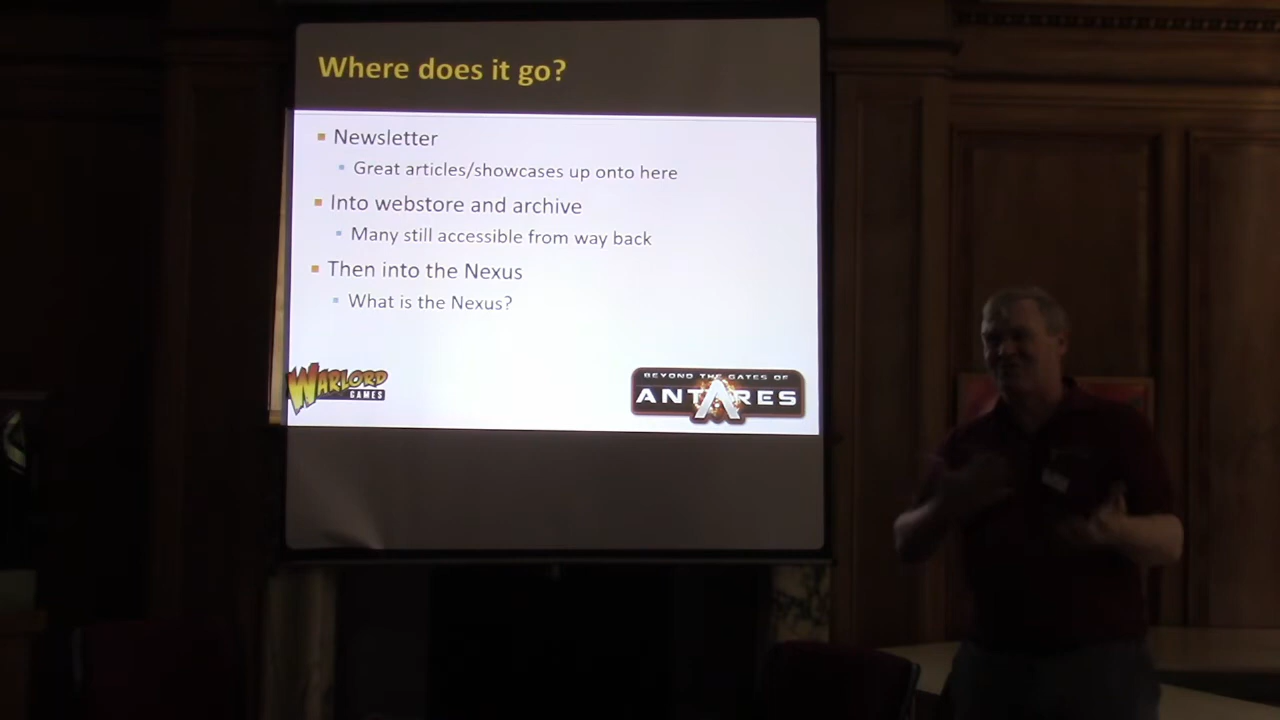 Where does it go?
Newsletter
Great articles/showcases up onto here
Into webstore and archive
Many still accessible from way back
Then into the Nexus
What is the Nexus?
WARLORD
GAMES
BEYOND THE GATES OF
ANTARES